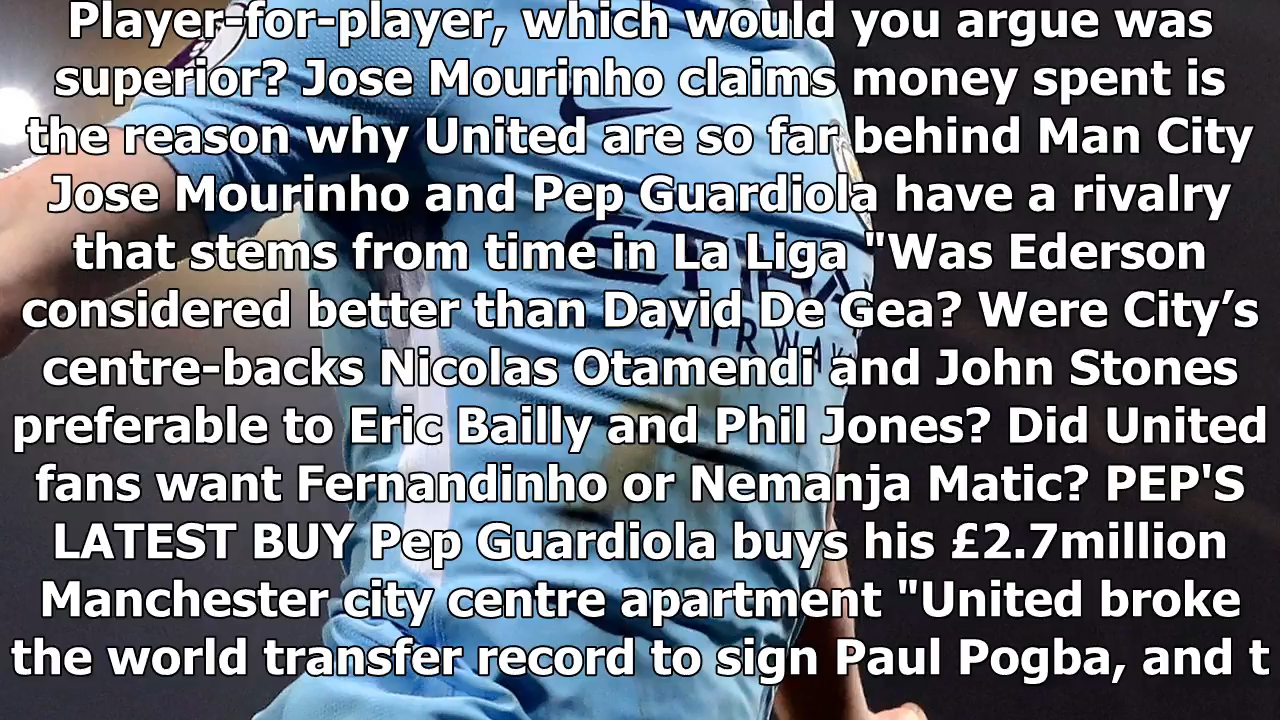 Player-for-player, which would you argue was
superior? Jose Mourinho claims money spent is
the reason why United are so far behind Man City
Jose Mourinho and Pep Guardiola have a rivalry
that stems from time in La Liga "Was Ederson
considered better than David De Gea? Were City’s
centre-backs Nicolas Otamendi and John Stones
preferable to Eric Bailly and Phil Jones? Did United
fans want Fernandinho or Nemanja Matic? PEP'S
LATEST BUY Pep Guardiola buys his £2.7million
Manchester city centre apartment "United broke
the world transfer record to sign Paul Pogba, and t
ETIHAD
AIRWAYS